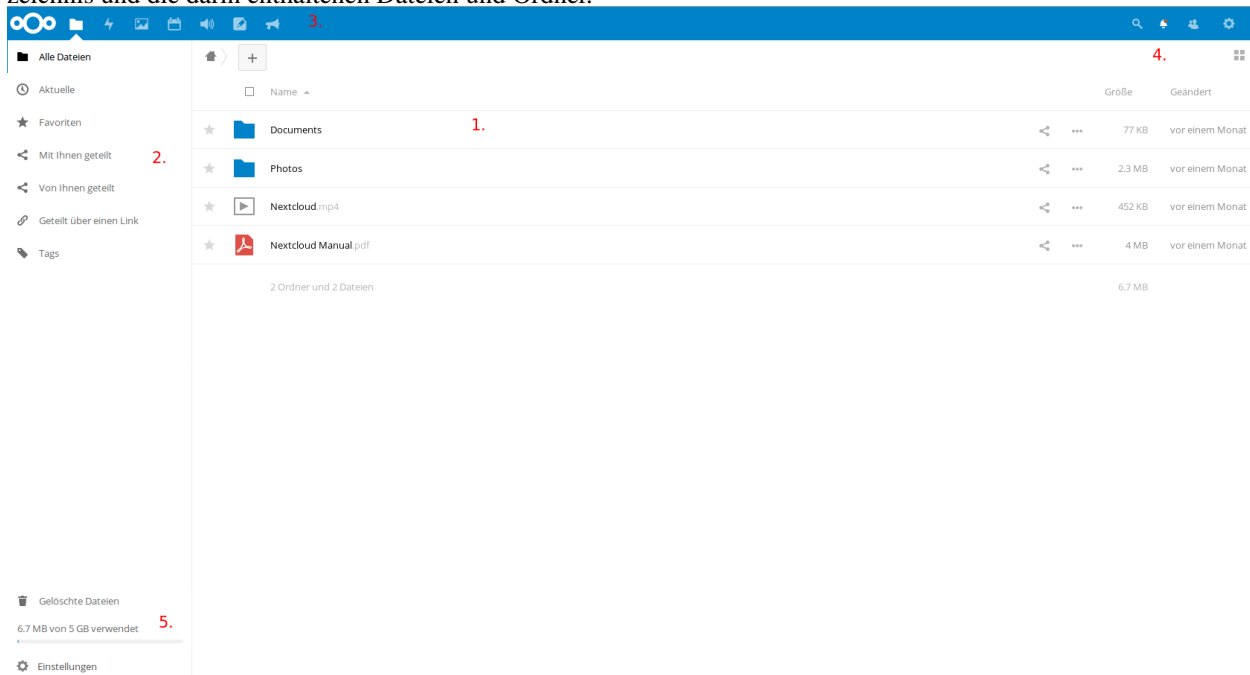 zeichnis und die darin enthaltenen Dateien und Ordner.
3.
Alle Dateien
4.
Aktuelle
Name Größe Geändert
Favoriten
1.
Documents 77 KB vor einem Monat
Mit Ihnen geteilt
2.
Photos 2.3 MB vor einem Monat
Von Ihnen geteilt
Nextcloud.mp4 452 KB vor einem Monat
Geteilt über einen Link
Nextcloud Manual.pdf 4 MB vor einem Monat
Tags
2 Ordner und 2 Dateien 6.7 MB
Gelöschte Dateien
5.
6.7 MB von 5 GB verwendet
Einstellungen